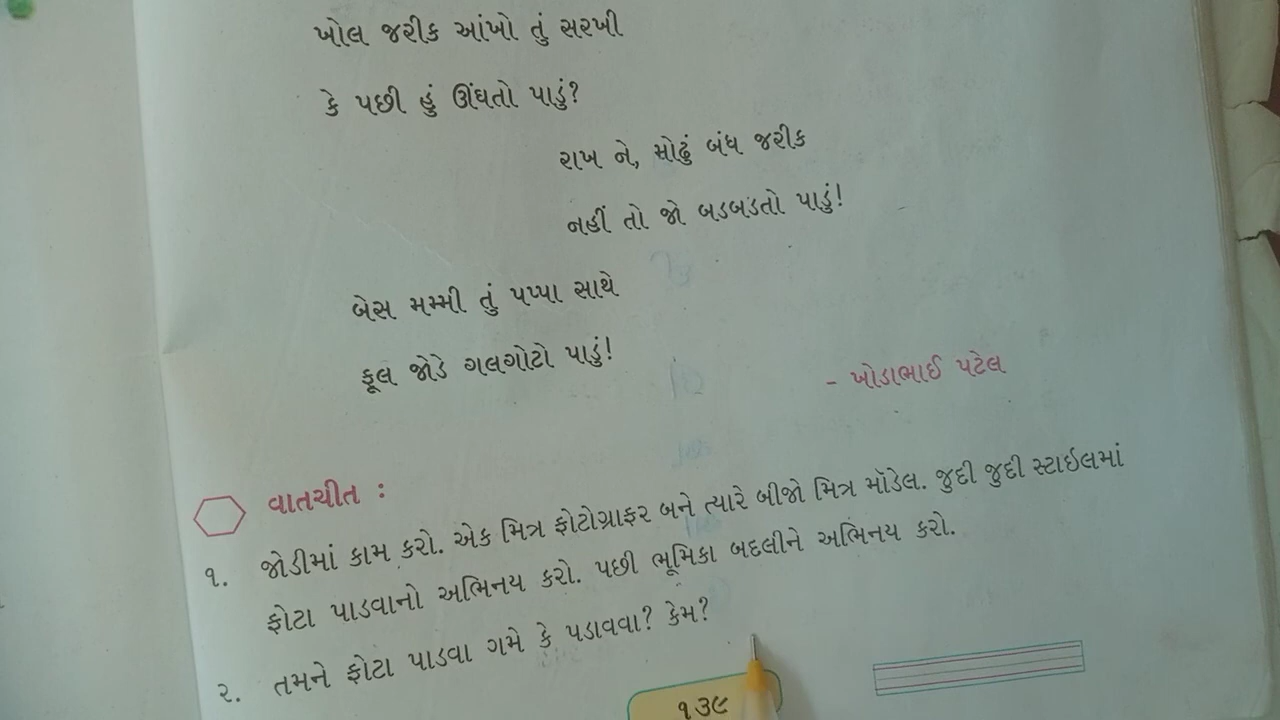 ખોલ જરીક આંખો તું સરખી
કે પછી હું ઊંઘતો પાડું?
રાખ ને, મોઢું બંધ જરીક
નહીં તો જો બડબડતો પાડું!
બેસ મમ્મી તું પપ્પા સાથે
ફૂલ જોડે ગલગોટો પાડું!
- ખોડાભાઈ પટેલ
વાતચીત :
૧. જોડીમાં કામ કરો. એક મિત્ર ફોટોગ્રાફર બને ત્યારે બીજો મિત્ર મૉડેલ. જુદી જુદી સ્ટાઇલમાં
ફોટા પાડવાનો અભિનય કરો. પછી ભૂમિકા બદલીને અભિનય કરો.
૨. તમને ફોટા પાડવા ગમે કે પડાવવા? કેમ?
૧૩૯